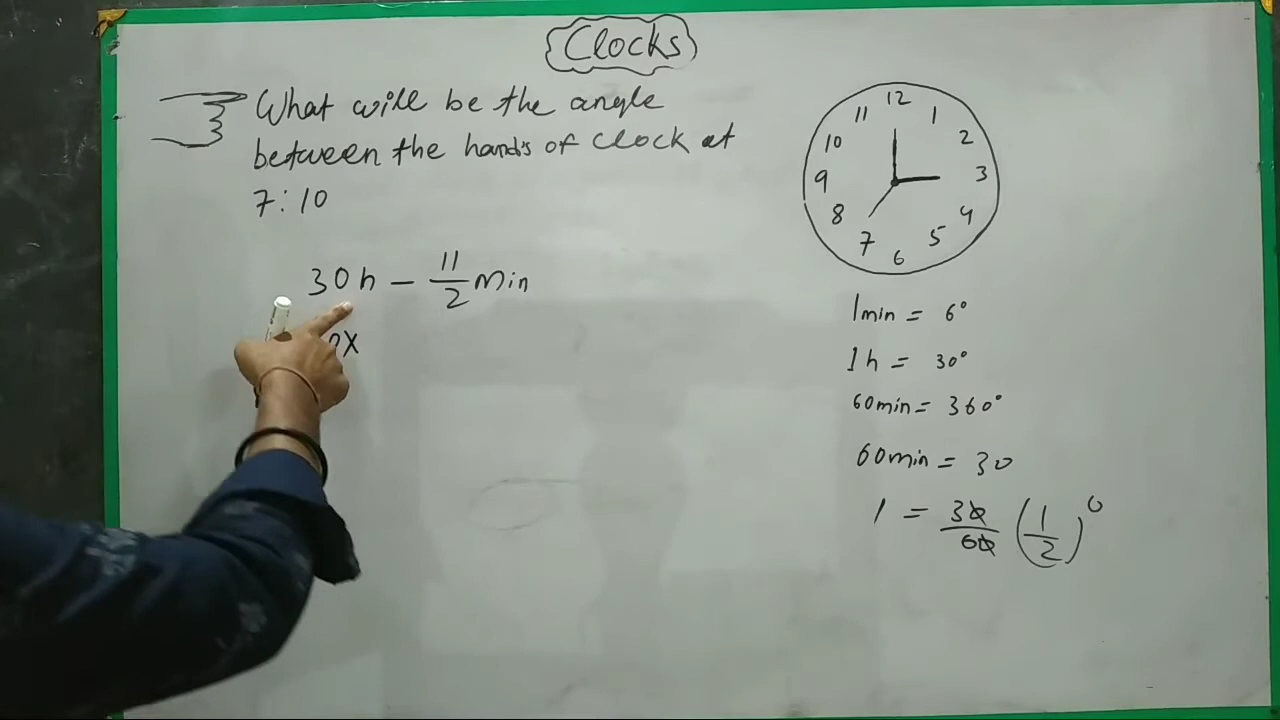 Clocks
What will be the angle
between the hand's of clock at
7:10
30h - 11/2 Min
0X
12
11 1
10 2
9 3
8 4
7 5
6
1min = 6°
1h = 30°
60min = 360°
60min = 30
1 = 30/60 (1/2)°